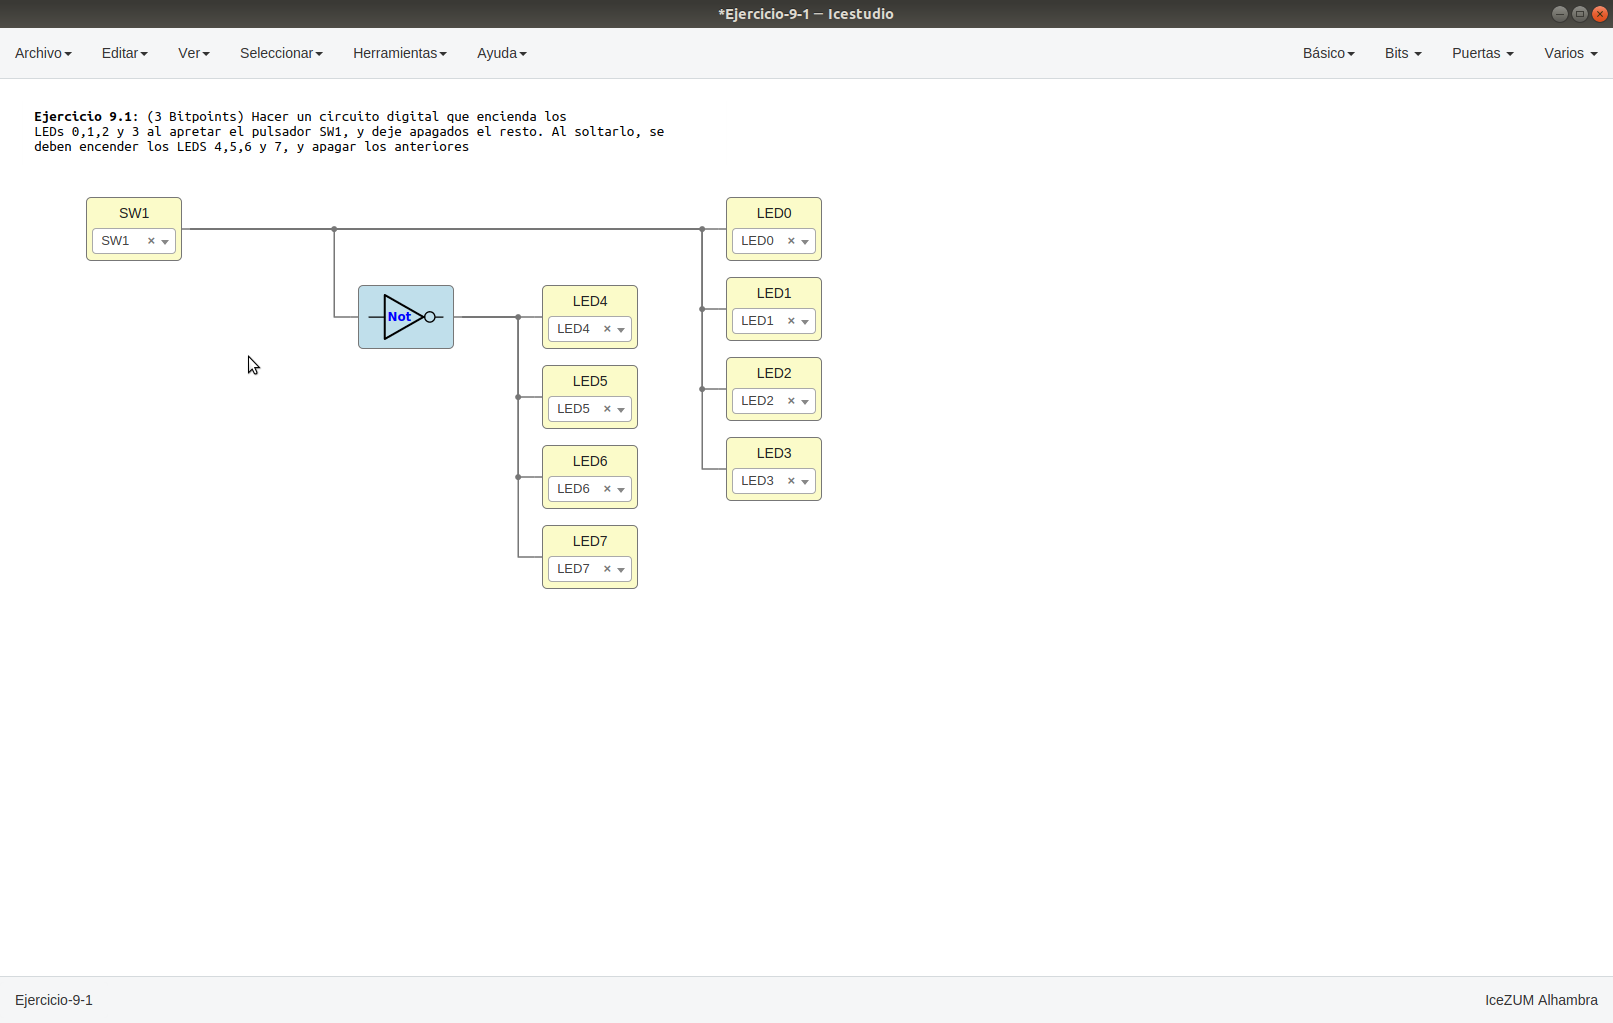 *Ejercicio-9-1 — Icestudio
Archivo Editar Ver Seleccionar Herramientas Ayuda Básico Bits Puertas Varios
Ejercicio 9.1: (3 Bitpoints) Hacer un circuito digital que encienda los
LEDs 0,1,2 y 3 al apretar el pulsador SW1, y deje apagados el resto. Al soltarlo, se
deben encender los LEDS 4,5,6 y 7, y apagar los anteriores
SW1
SW1
LED0
LED0
Not
LED4
LED4
LED1
LED1
LED5
LED5
LED2
LED2
LED6
LED6
LED3
LED3
LED7
LED7
Ejercicio-9-1
IceZUM Alhambra